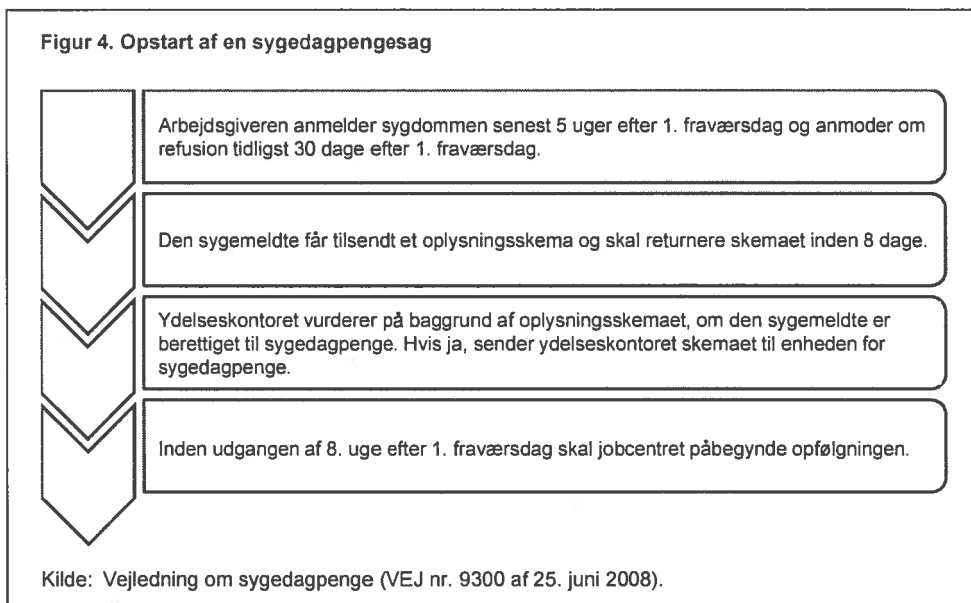 Figur 4. Opstart af en sygedagpengesag
Arbejdsgiveren anmelder sygdommen senest 5 uger efter 1. fraværsdag og anmoder om
refusion tidligst 30 dage efter 1. fraværsdag.
Den sygemeldte får tilsendt et oplysningsskema og skal returnere skemaet inden 8 dage.
Ydelseskontoret vurderer på baggrund af oplysningsskemaet, om den sygemeldte er
berettiget til sygedagpenge. Hvis ja, sender ydelseskontoret skemaet til enheden for
sygedagpenge.
Inden udgangen af 8. uge efter 1. fraværsdag skal jobcentret påbegynde opfølgningen.
Kilde: Vejledning om sygedagpenge (VEJ nr. 9300 af 25. juni 2008).